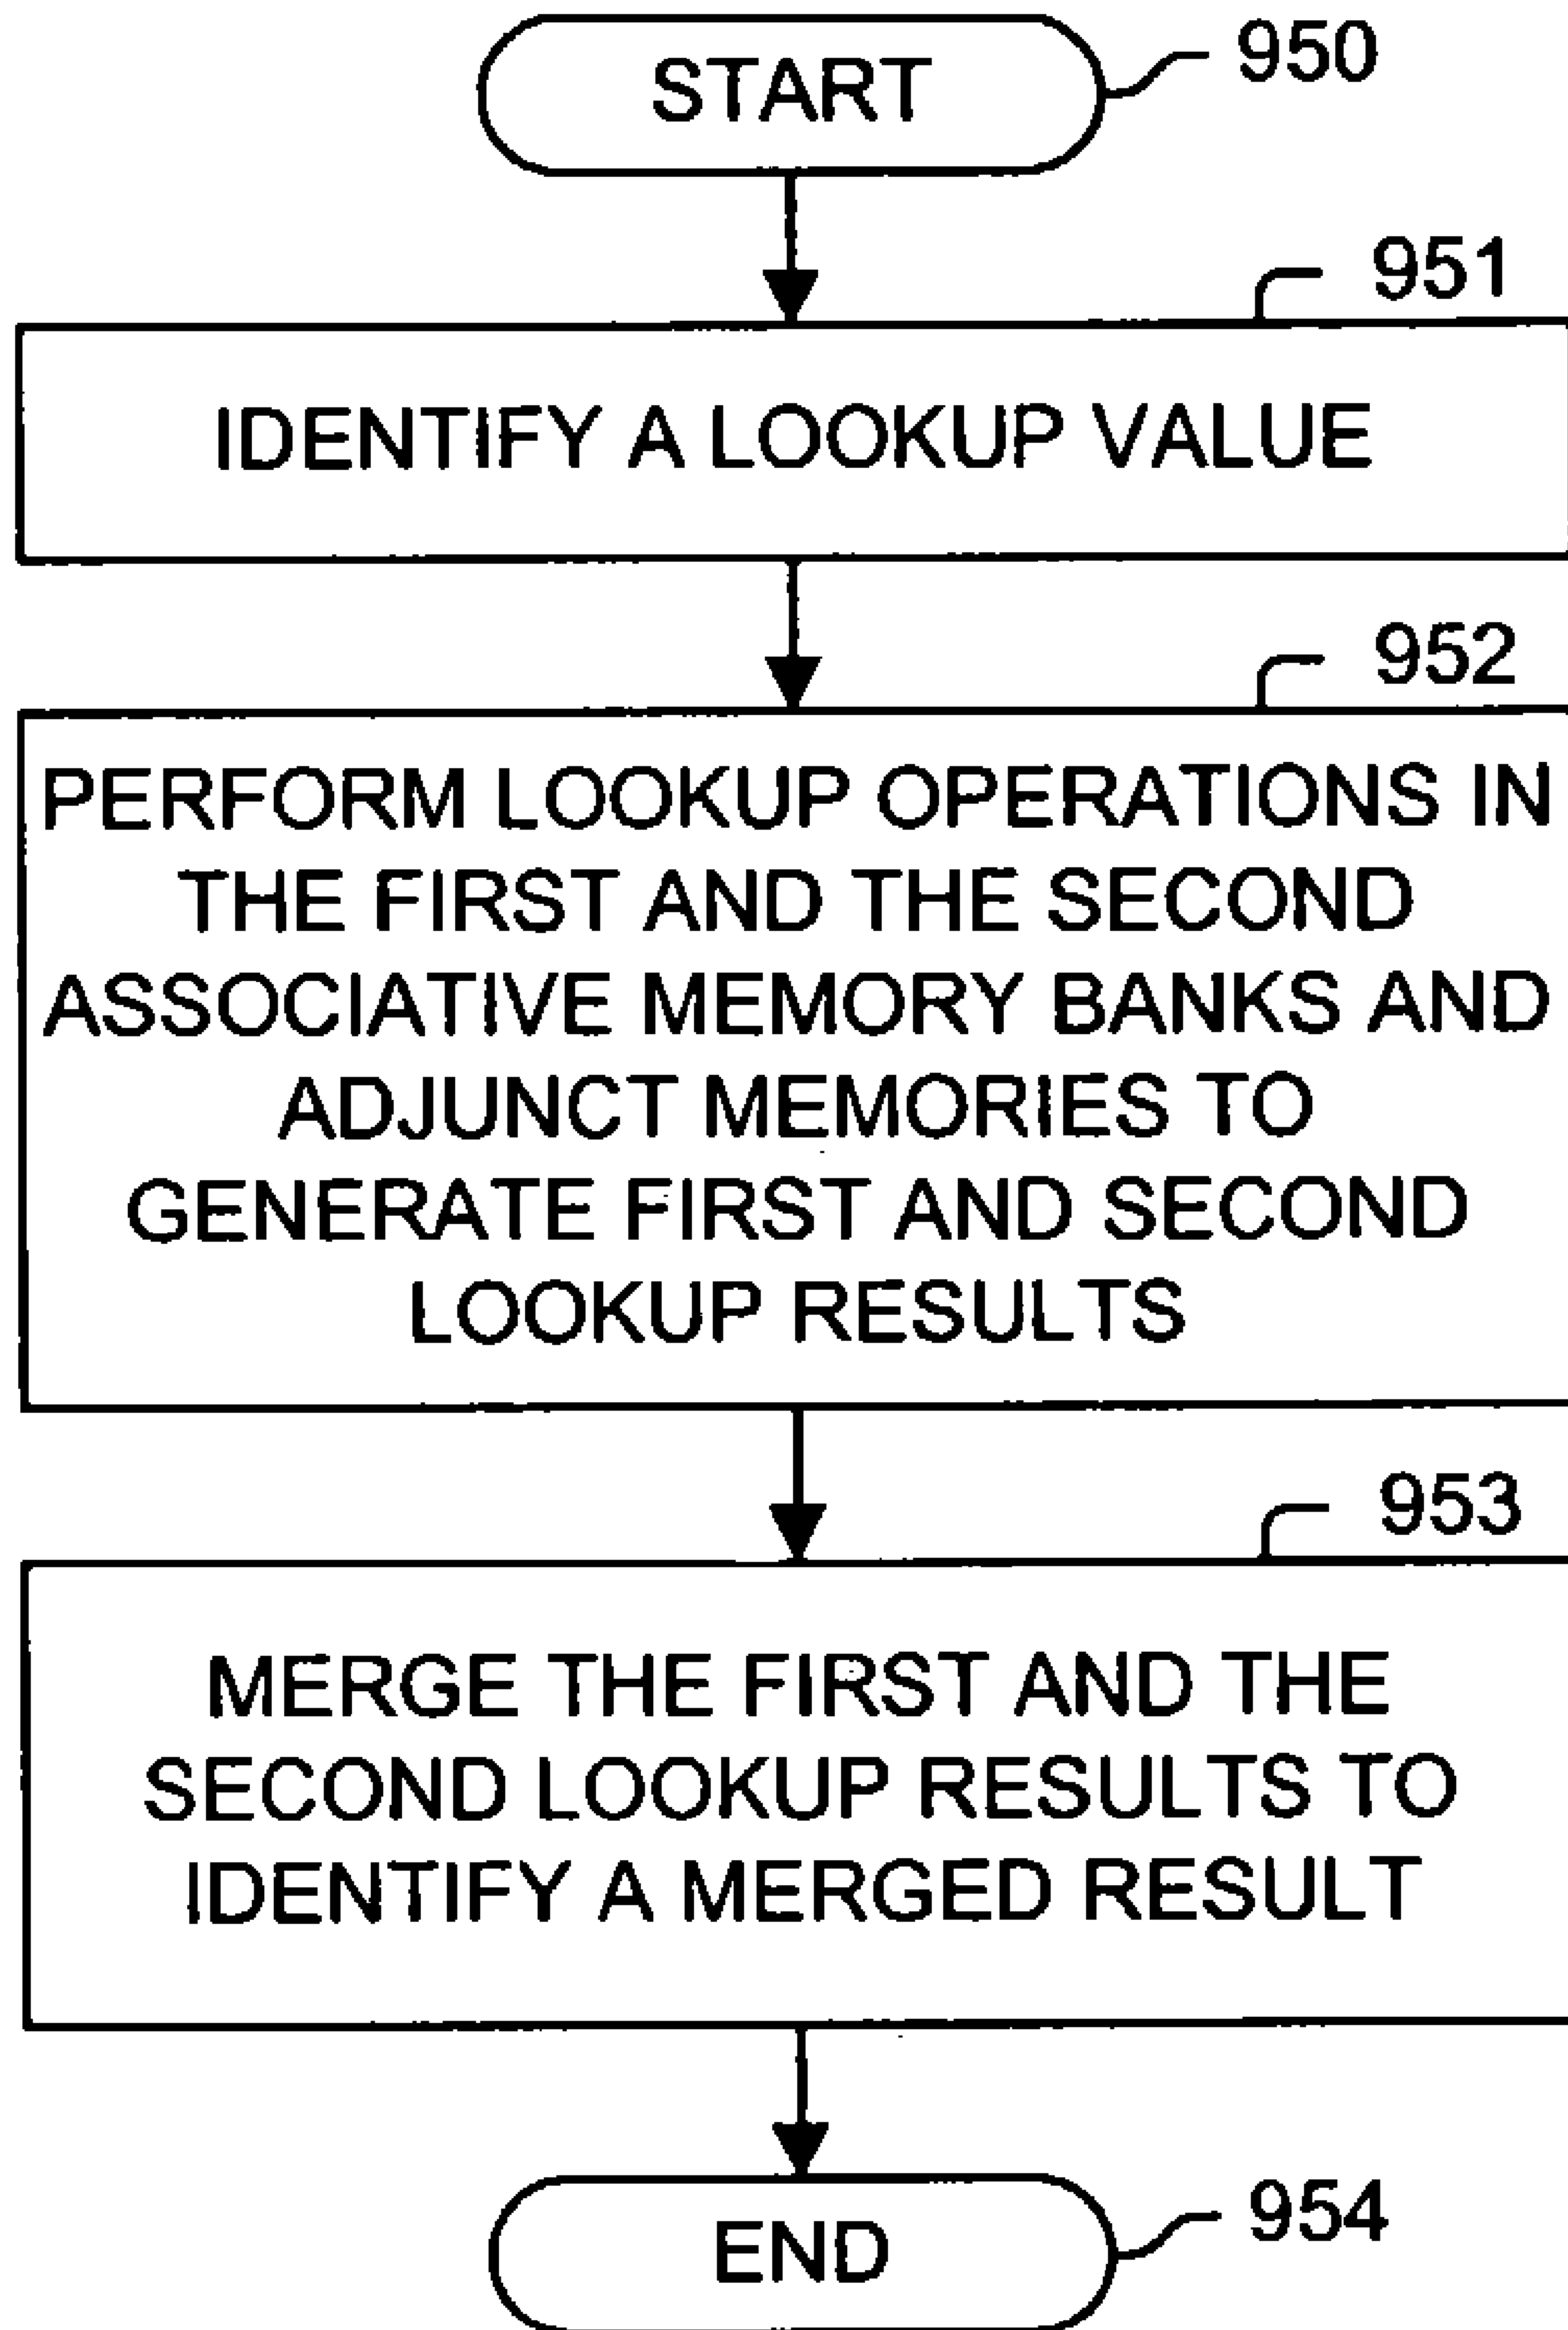 START
950
951
IDENTIFY A LOOKUP VALUE
952
PERFORM LOOKUP OPERATIONS IN
THE FIRST AND THE SECOND
ASSOCIATIVE MEMORY BANKS AND
ADJUNCT MEMORIES TO
GENERATE FIRST AND SECOND
LOOKUP RESULTS
953
MERGE THE FIRST AND THE
SECOND LOOKUP RESULTS TO
IDENTIFY A MERGED RESULT
END
954